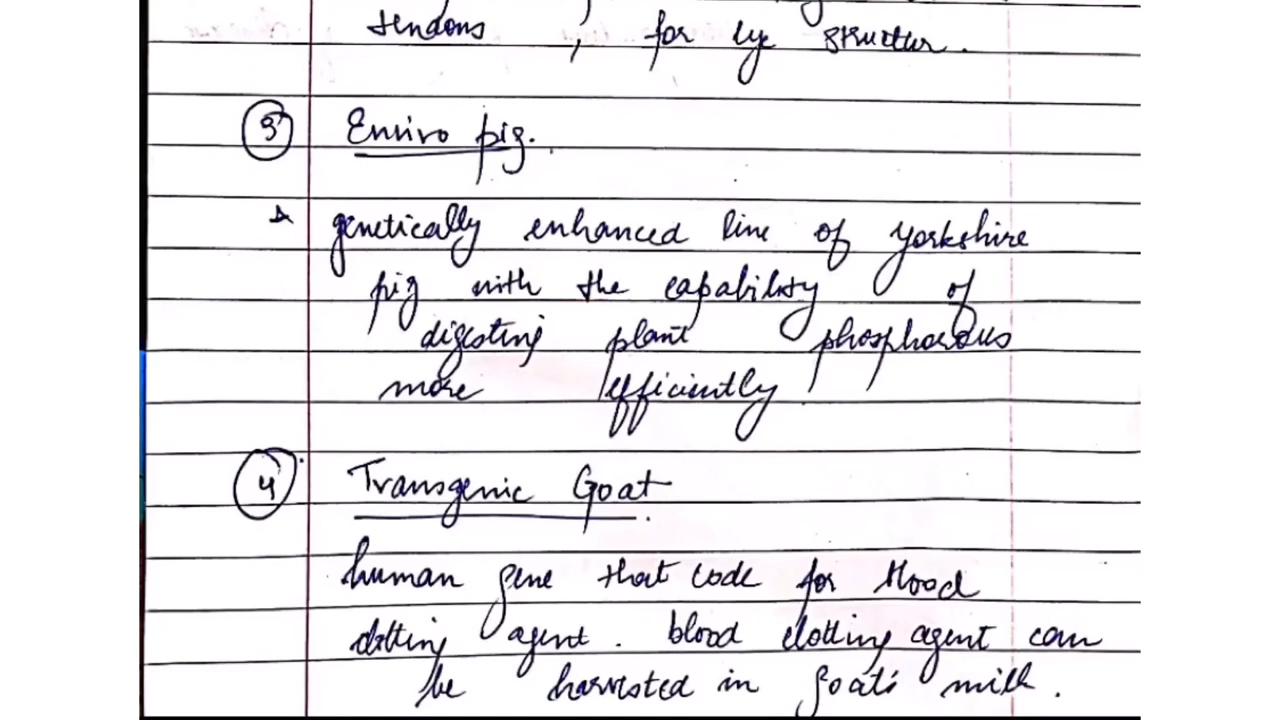 tendons , for eye structur.
3 Enviro pig.
genetically enhanced line of yorkshire
pig with the capability of
digesting plant phosphorous
more efficiently
4 Transgenic Goat.
human gene that code for blood
clotting agent. blood clotting agent can
be harvested in goat's milk.